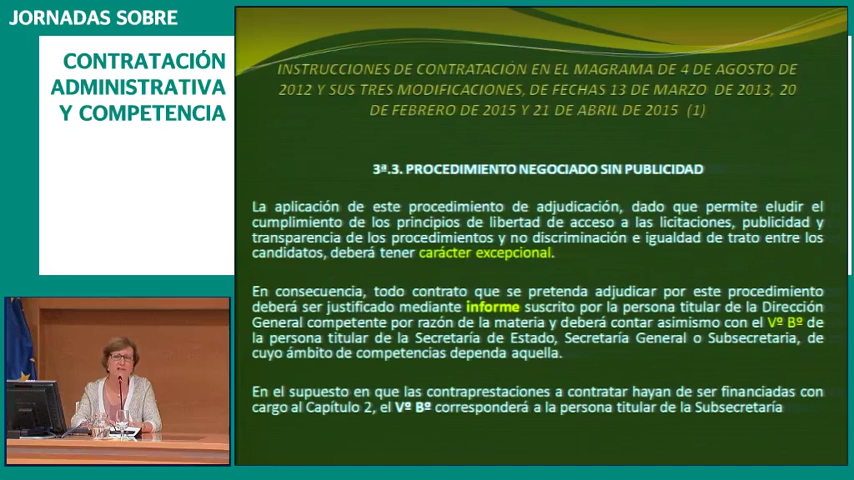 JORNADAS SOBRE
CONTRATACIÓN
ADMINISTRATIVA
Y COMPETENCIA
INSTRUCCIONES DE CONTRATACIÓN EN EL MAGRAMA DE 4 DE AGOSTO DE
2012 Y SUS TRES MODIFICACIONES, DE FECHAS 13 DE MARZO DE 2013, 20
DE FEBRERO DE 2015 Y 21 DE ABRIL DE 2015 (1)
3ª.3. PROCEDIMIENTO NEGOCIADO SIN PUBLICIDAD
La aplicación de este procedimiento de adjudicación, dado que permite eludir el
cumplimiento de los principios de libertad de acceso a las licitaciones, publicidad y
transparencia de los procedimientos y no discriminación e igualdad de trato entre los
candidatos, deberá tener carácter excepcional.
En consecuencia, todo contrato que se pretenda adjudicar por este procedimiento
deberá ser justificado mediante informe suscrito por la persona titular de la Dirección
General competente por razón de la materia y deberá contar asimismo con el Vº Bº de
la persona titular de la Secretaría de Estado, Secretaría General o Subsecretaria, de
cuyo ámbito de competencias dependa aquella.
En el supuesto en que las contraprestaciones a contratar hayan de ser financiadas con
cargo al Capítulo 2, el Vº Bº corresponderá a la persona titular de la Subsecretaría